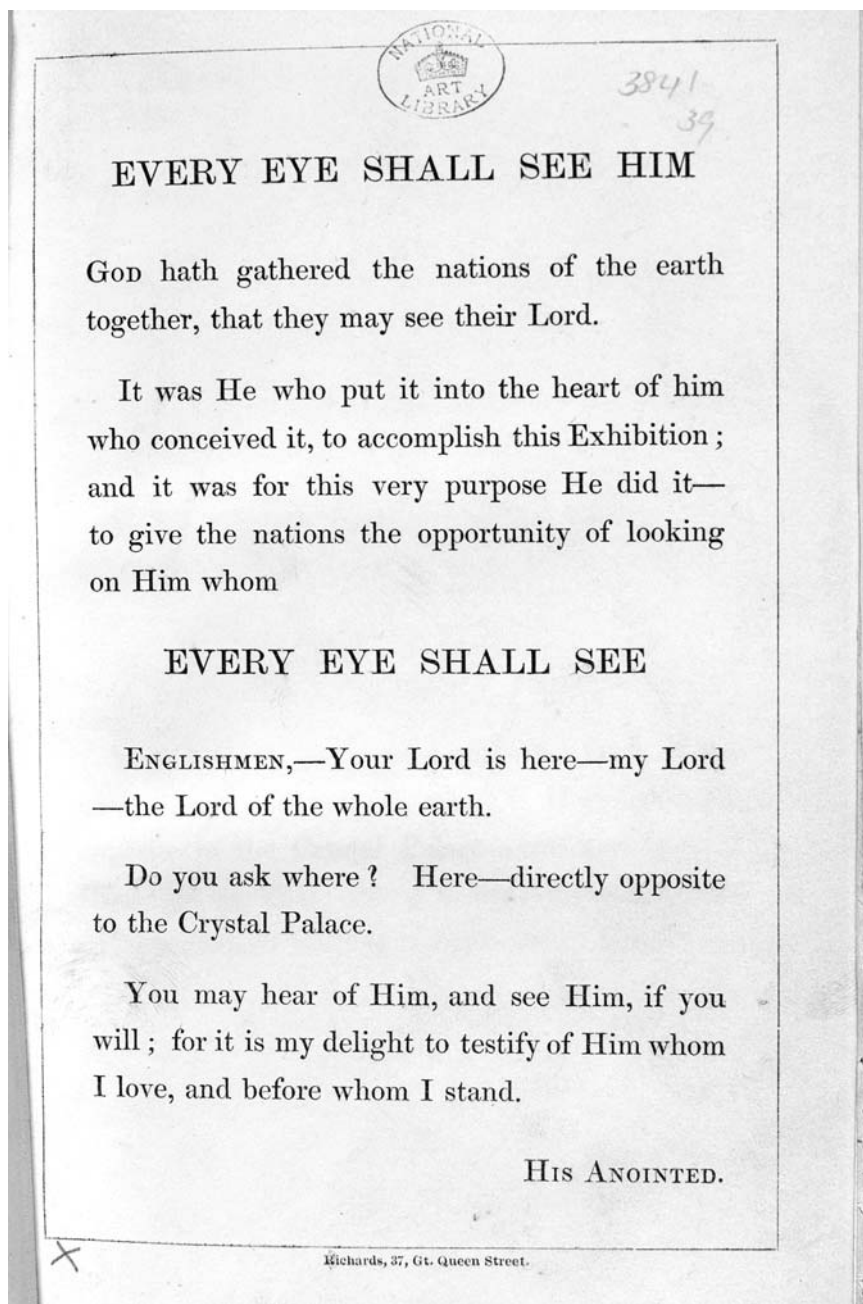 NATIONAL
ART
LIBRARY
3841
39
EVERY EYE SHALL SEE HIM
GOD hath gathered the nations of the earth
together, that they may see their Lord.
It was He who put it into the heart of him
who conceived it, to accomplish this Exhibition;
and it was for this very purpose He did it—
to give the nations the opportunity of looking
on Him whom
EVERY EYE SHALL SEE
ENGLISHMEN,—Your Lord is here—my Lord
—the Lord of the whole earth.
Do you ask where? Here—directly opposite
to the Crystal Palace.
You may hear of Him, and see Him, if you
will; for it is my delight to testify of Him whom
I love, and before whom I stand.
HIS ANOINTED.
Richards, 37, Gt. Queen Street.